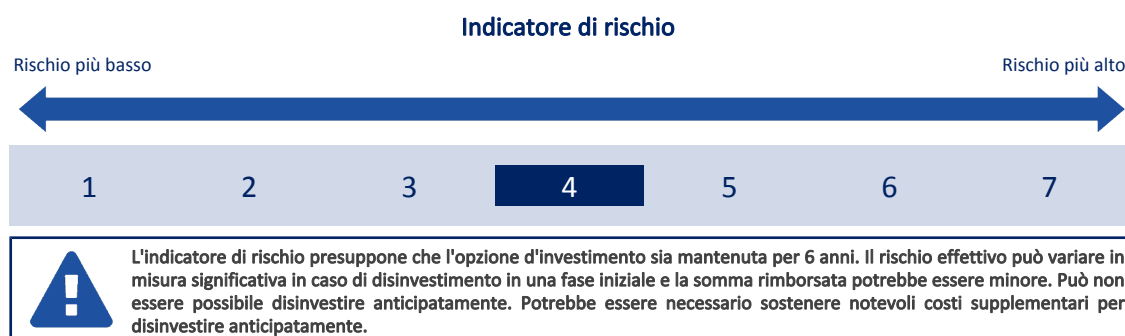 Indicatore di rischio
Rischio più basso
Rischio più alto
1 2 3 4 5 6 7
L'indicatore di rischio presuppone che l'opzione d'investimento sia mantenuta per 6 anni. Il rischio effettivo può variare in
misura significativa in caso di disinvestimento in una fase iniziale e la somma rimborsata potrebbe essere minore. Può non
essere possibile disinvestire anticipatamente. Potrebbe essere necessario sostenere notevoli costi supplementari per
disinvestire anticipatamente.